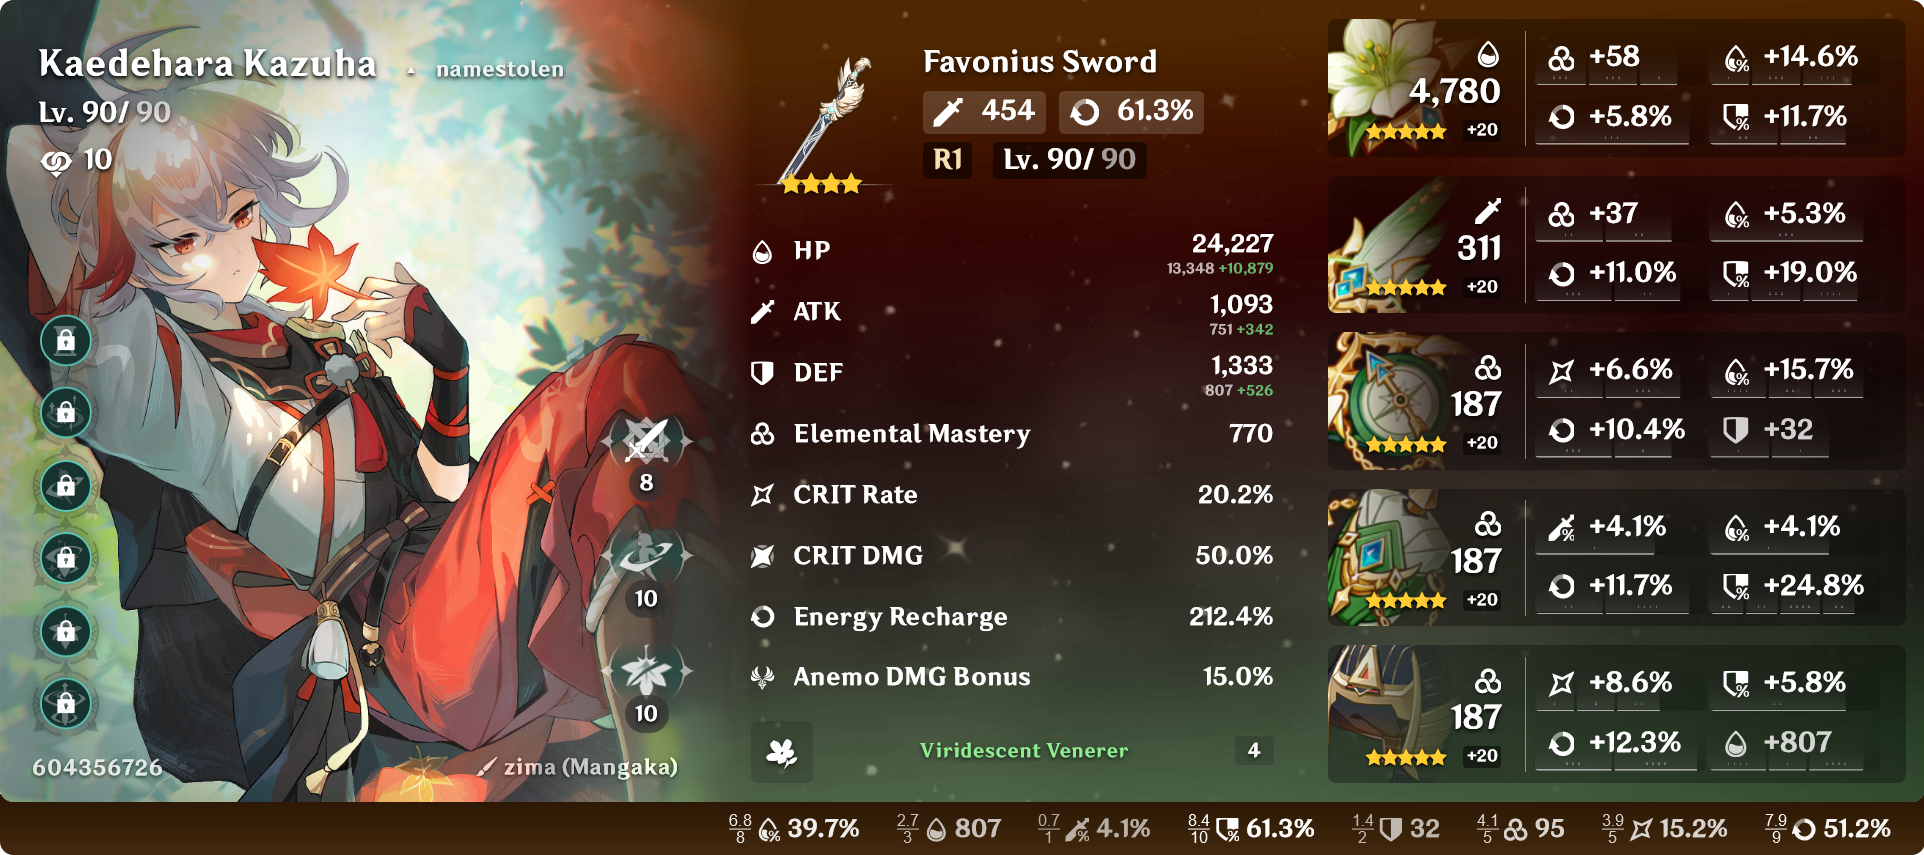 Kaedehara Kazuha namestolen
Lv. 90/ 90
10
8
10
10
604356726
zima (Mangaka)
Favonius Sword
454 61.3%
R1 Lv. 90/ 90
HP 24,227
13,348 +10,879
ATK 1,093
751 +342
DEF 1,333
807 +526
Elemental Mastery 770
CRIT Rate 20.2%
CRIT DMG 50.0%
Energy Recharge 212.4%
Anemo DMG Bonus 15.0%
Viridescent Venerer 4
4,780
+20
+58 +14.6%
+5.8% +11.7%
311
+20
+37 +5.3%
+11.0% +19.0%
187
+20
+6.6% +15.7%
+10.4% +32
187
+20
+4.1% +4.1%
+11.7% +24.8%
187
+20
+8.6% +5.8%
+12.3% +807
6.8/8 % 39.7% 2.7/3 807 0.7/1 % 4.1% 8.4/10 % 61.3% 1.4/2 32 4.1/5 95 3.9/5 15.2% 7.9/9 51.2%